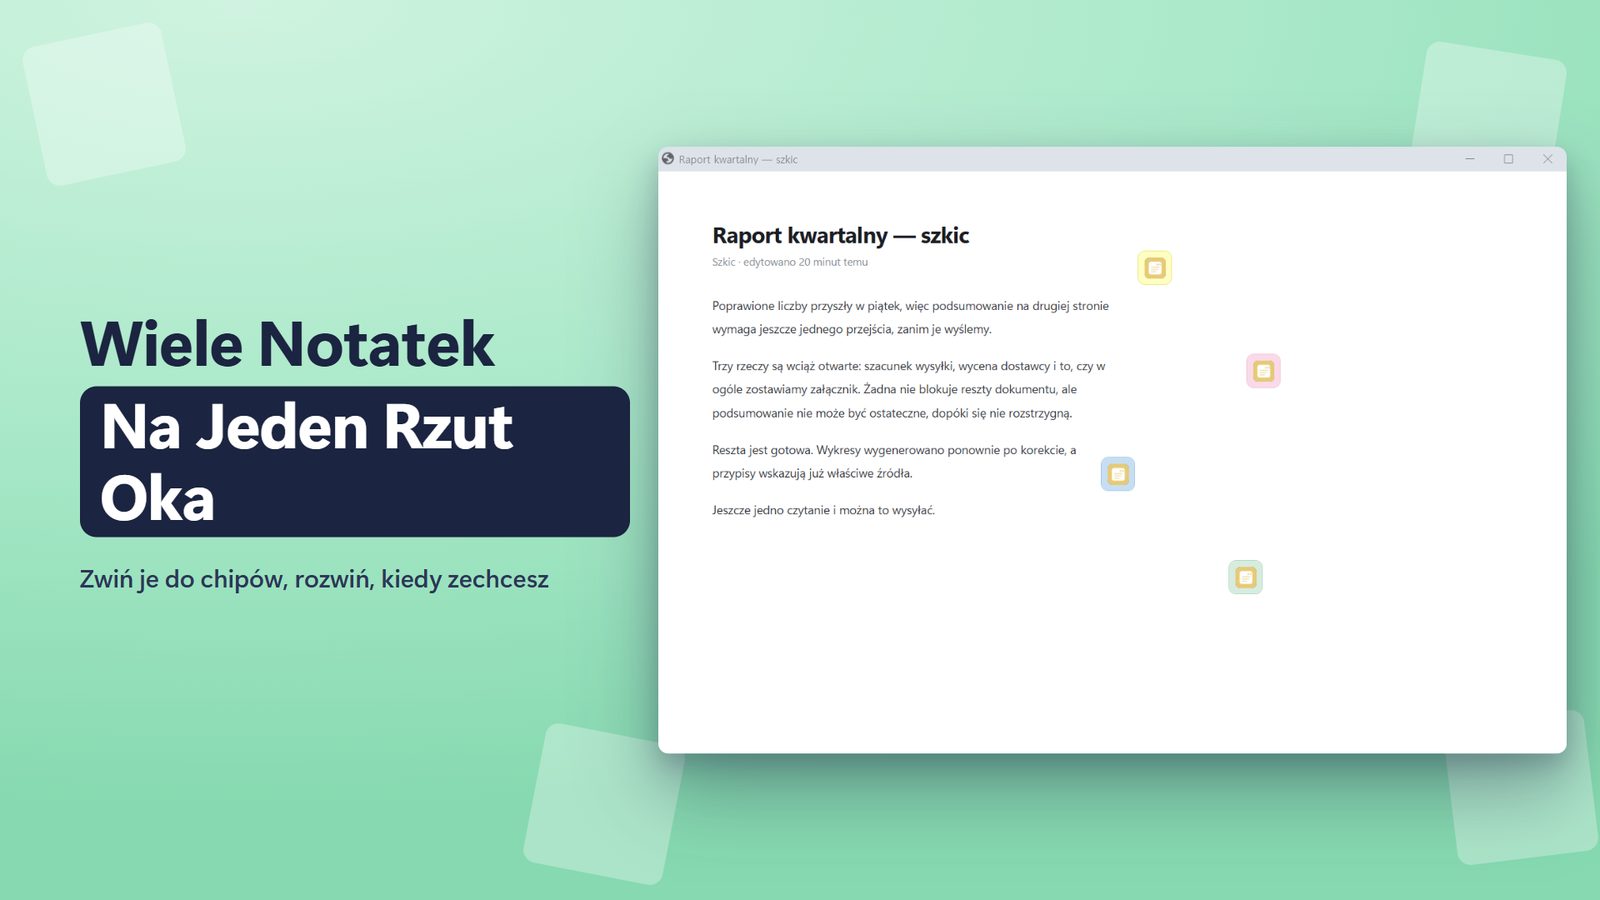 Wiele Notatek
Na Jeden Rzut
Oka
Zwiń je do chipów, rozwiń, kiedy zechcesz
Raport kwartalny — szkic
Raport kwartalny — szkic
Szkic · edytowano 20 minut temu
Poprawione liczby przyszły w piątek, więc podsumowanie na drugiej stronie
wymaga jeszcze jednego przejścia, zanim je wyślemy.
Trzy rzeczy są wciąż otwarte: szacunek wysyłki, wycena dostawcy i to, czy w
ogóle zostawiamy załącznik. Żadna nie blokuje reszty dokumentu, ale
podsumowanie nie może być ostateczne, dopóki się nie rozstrzygną.
Reszta jest gotowa. Wykresy wygenerowano ponownie po korekcie, a
przypisy wskazują już właściwe źródła.
Jeszcze jedno czytanie i można to wysyłać.